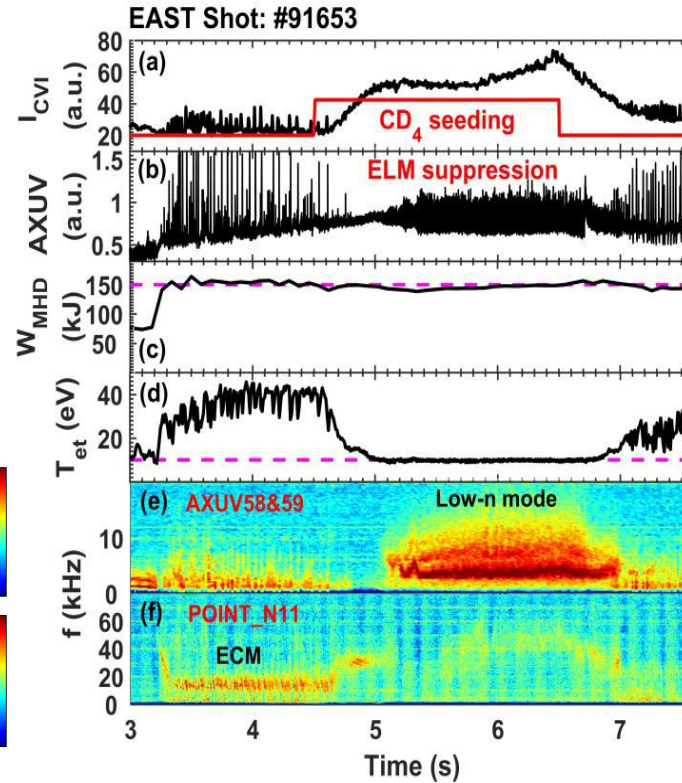 EAST Shot: #91653
80
60
40
20
I_CVI
(a.u.)
(a)
CD₄ seeding
1.5
1
0.5
AXUV
(a.u.)
(b)
ELM suppression
150
100
50
W_MHD
(kJ)
(c)
40
20
T_et (eV)
(d)
10
0
f (kHz)
(e)
AXUV58&59
Low-n mode
60
40
20
0
(f)
POINT_N11
ECM
3 4 5 6 7
Time (s)